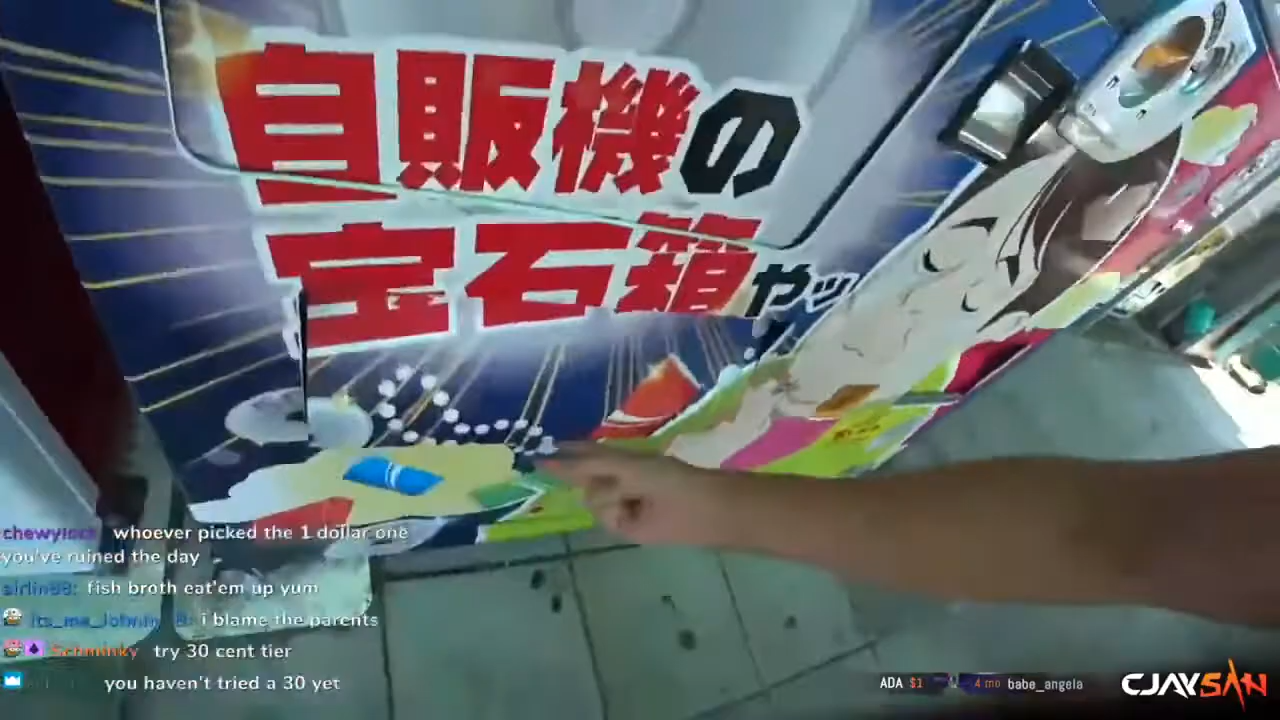 自販機の
宝石箱やッ
whoever picked the 1 dollar one
you've ruined the day
airlin88: fish broth eat'em up yum
i blame the parents
Schminky try 30 cent tier
you haven't tried a 30 yet
ADA $1
4 mo babe_angela
CJAYSAN